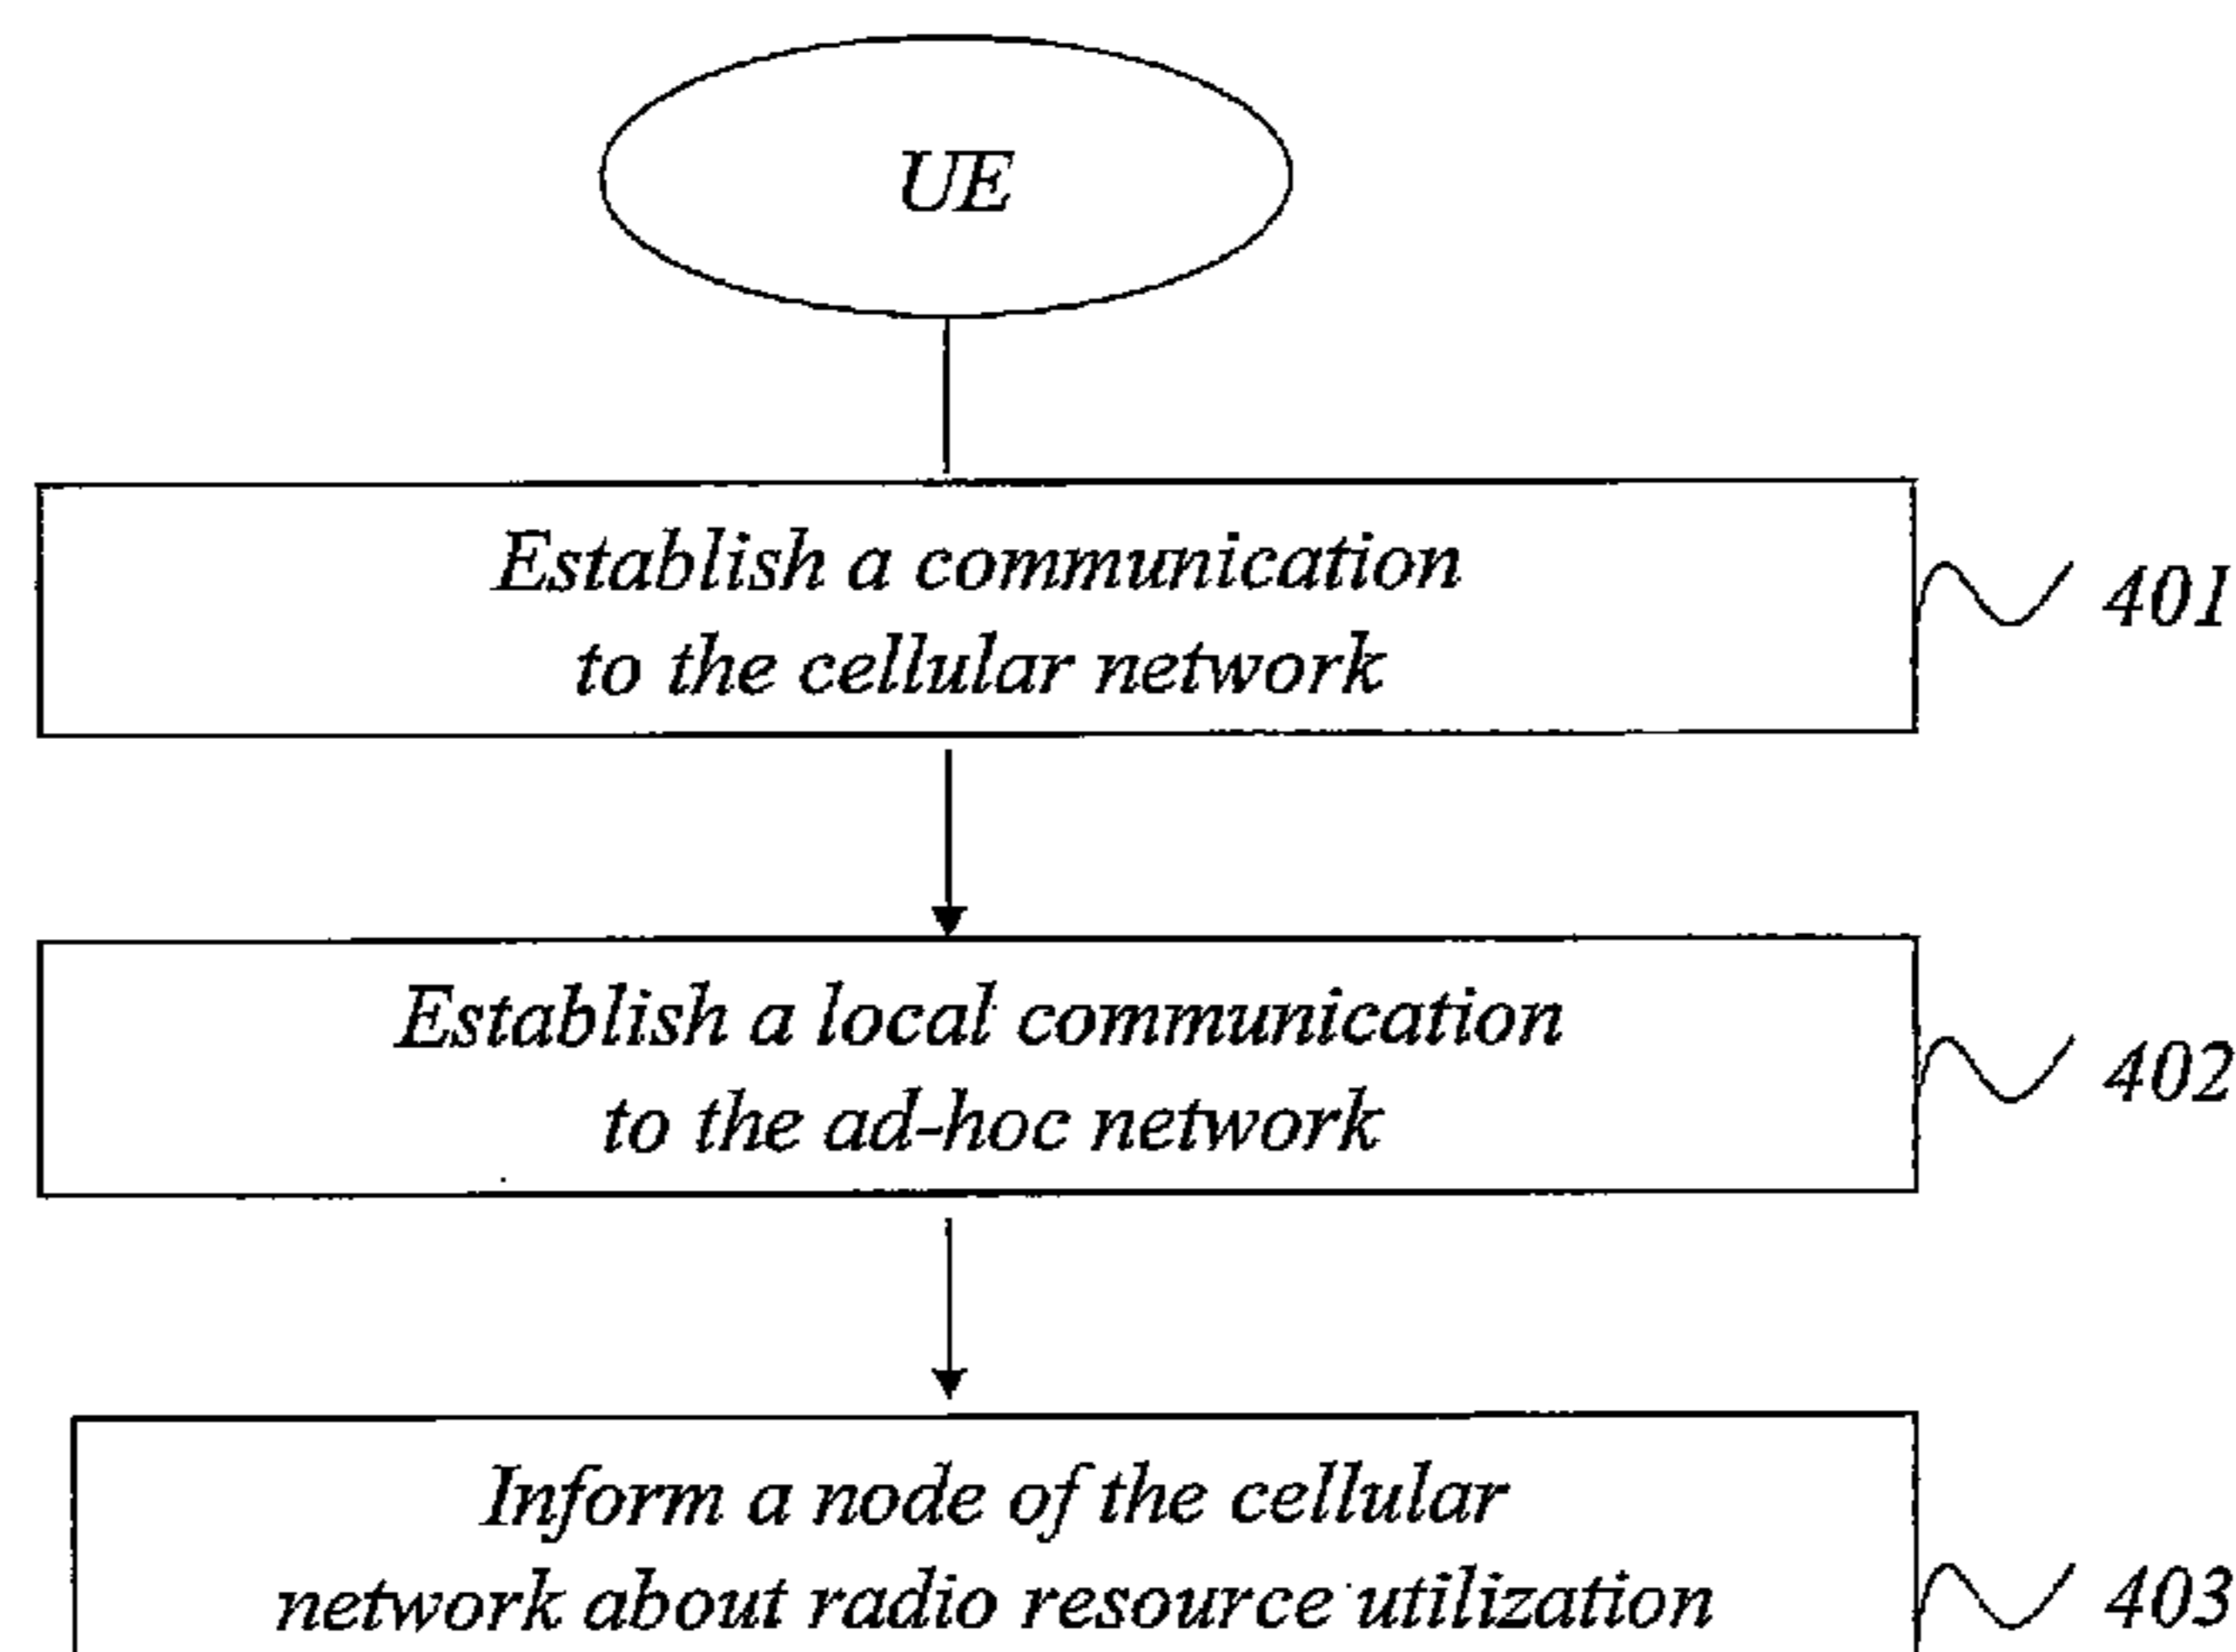 UE
Establish a communication
to the cellular network
401
Establish a local communication
to the ad-hoc network
402
Inform a node of the cellular
network about radio resource utilization
403